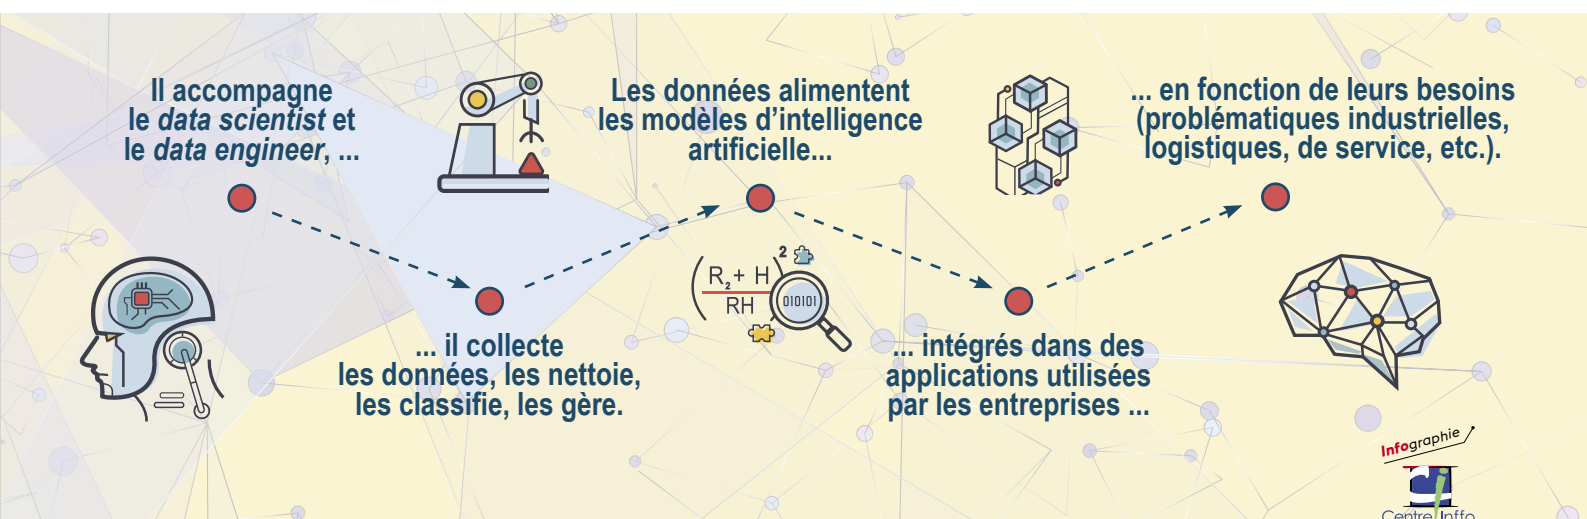 Il accompagne
le data scientist et
le data engineer, ...
... il collecte
les données, les nettoie,
les classifie, les gère.
Les données alimentent
les modèles d’intelligence
artificielle...
... intégrés dans des
applications utilisées
par les entreprises ...
... en fonction de leurs besoins
(problématiques industrielles,
logistiques, de service, etc.).
(R₂ + H)²
RH
010101
Infographie
Centre Inffo